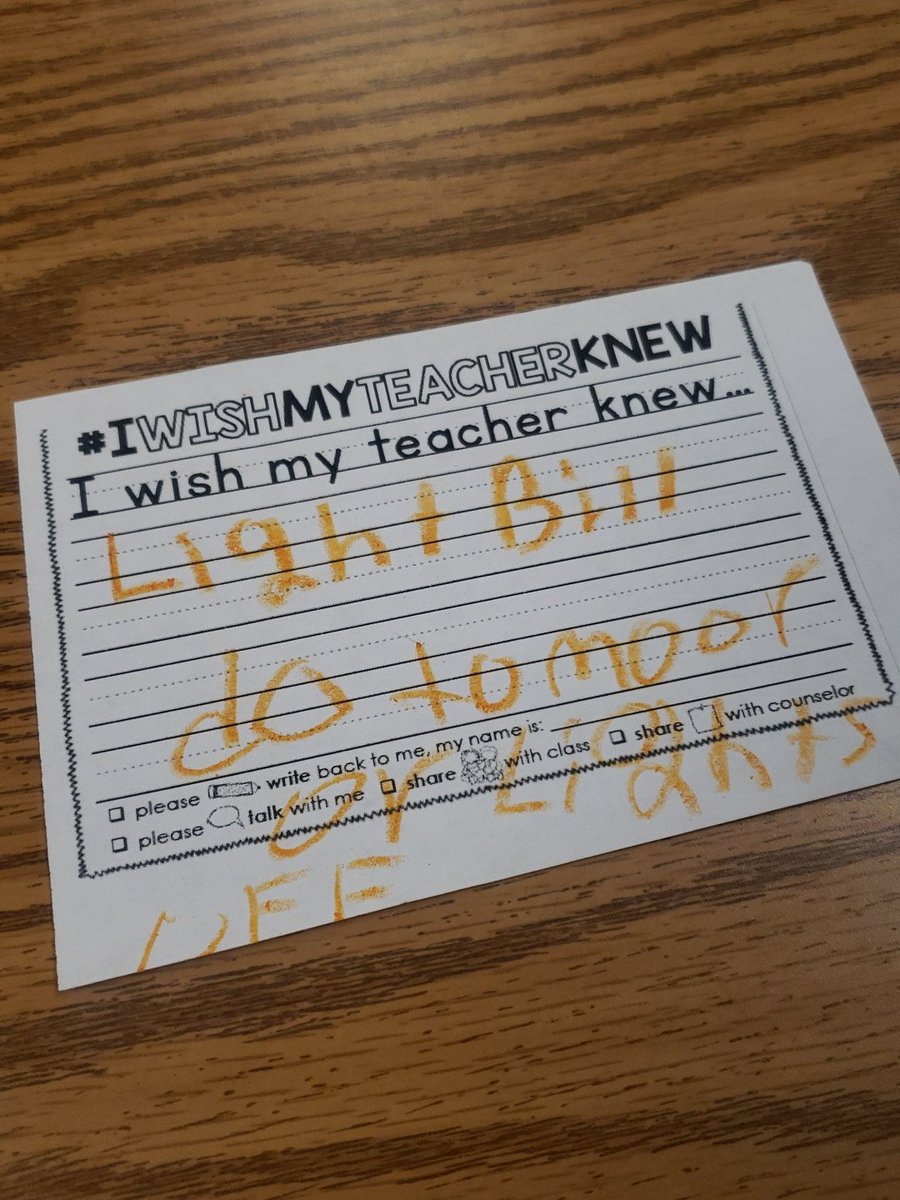 #IWISHMYTEACHERKNEW
I wish my teacher knew...
Light Bill
do tomoor
please write back to me, my name is:
please talk with me share with class share with counselor
or Lights
OFF